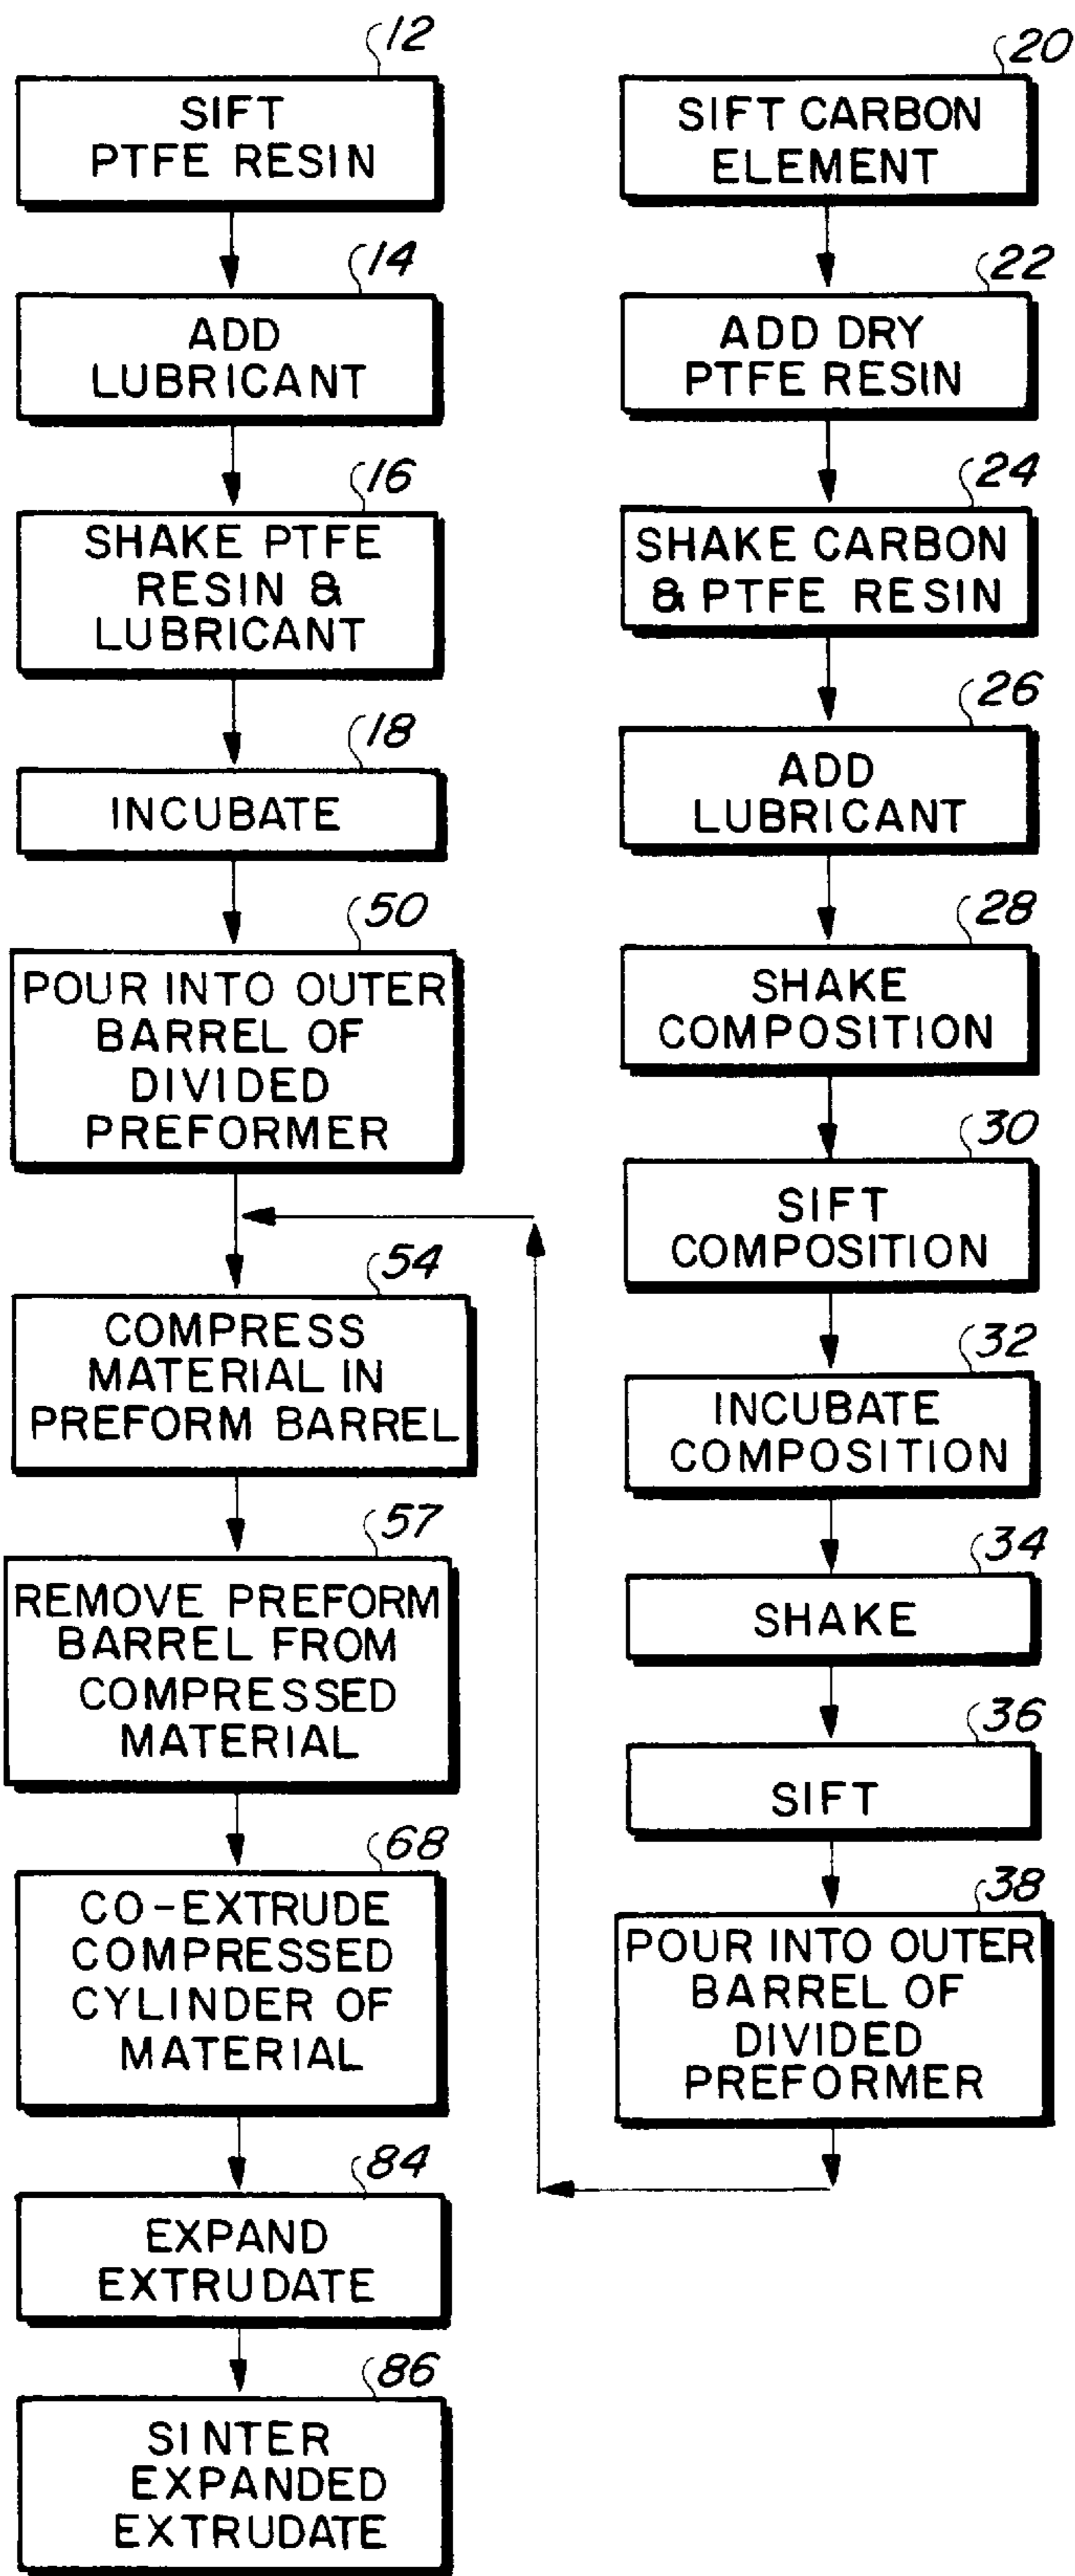 12
SIFT
PTFE RESIN
14
ADD
LUBRICANT
16
SHAKE PTFE
RESIN &
LUBRICANT
18
INCUBATE
50
POUR INTO OUTER
BARREL OF
DIVIDED
PREFORMER
54
COMPRESS
MATERIAL IN
PREFORM BARREL
57
REMOVE PREFORM
BARREL FROM
COMPRESSED
MATERIAL
68
CO-EXTRUDE
COMPRESSED
CYLINDER OF
MATERIAL
84
EXPAND
EXTRUDATE
86
SINTER
EXPANDED
EXTRUDATE
20
SIFT CARBON
ELEMENT
22
ADD DRY
PTFE RESIN
24
SHAKE CARBON
& PTFE RESIN
26
ADD
LUBRICANT
28
SHAKE
COMPOSITION
30
SIFT
COMPOSITION
32
INCUBATE
COMPOSITION
34
SHAKE
36
SIFT
38
POUR INTO OUTER
BARREL OF
DIVIDED
PREFORMER